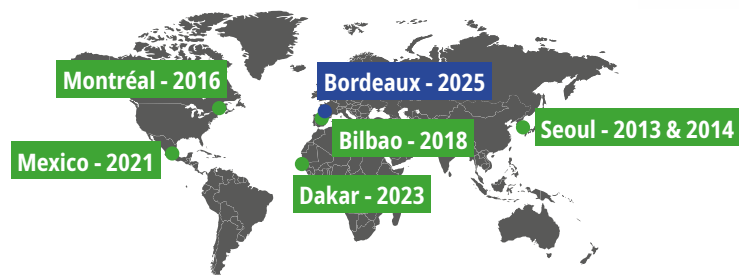 Montréal - 2016
Bordeaux - 2025
Seoul - 2013 & 2014
Bilbao - 2018
Mexico - 2021
Dakar - 2023